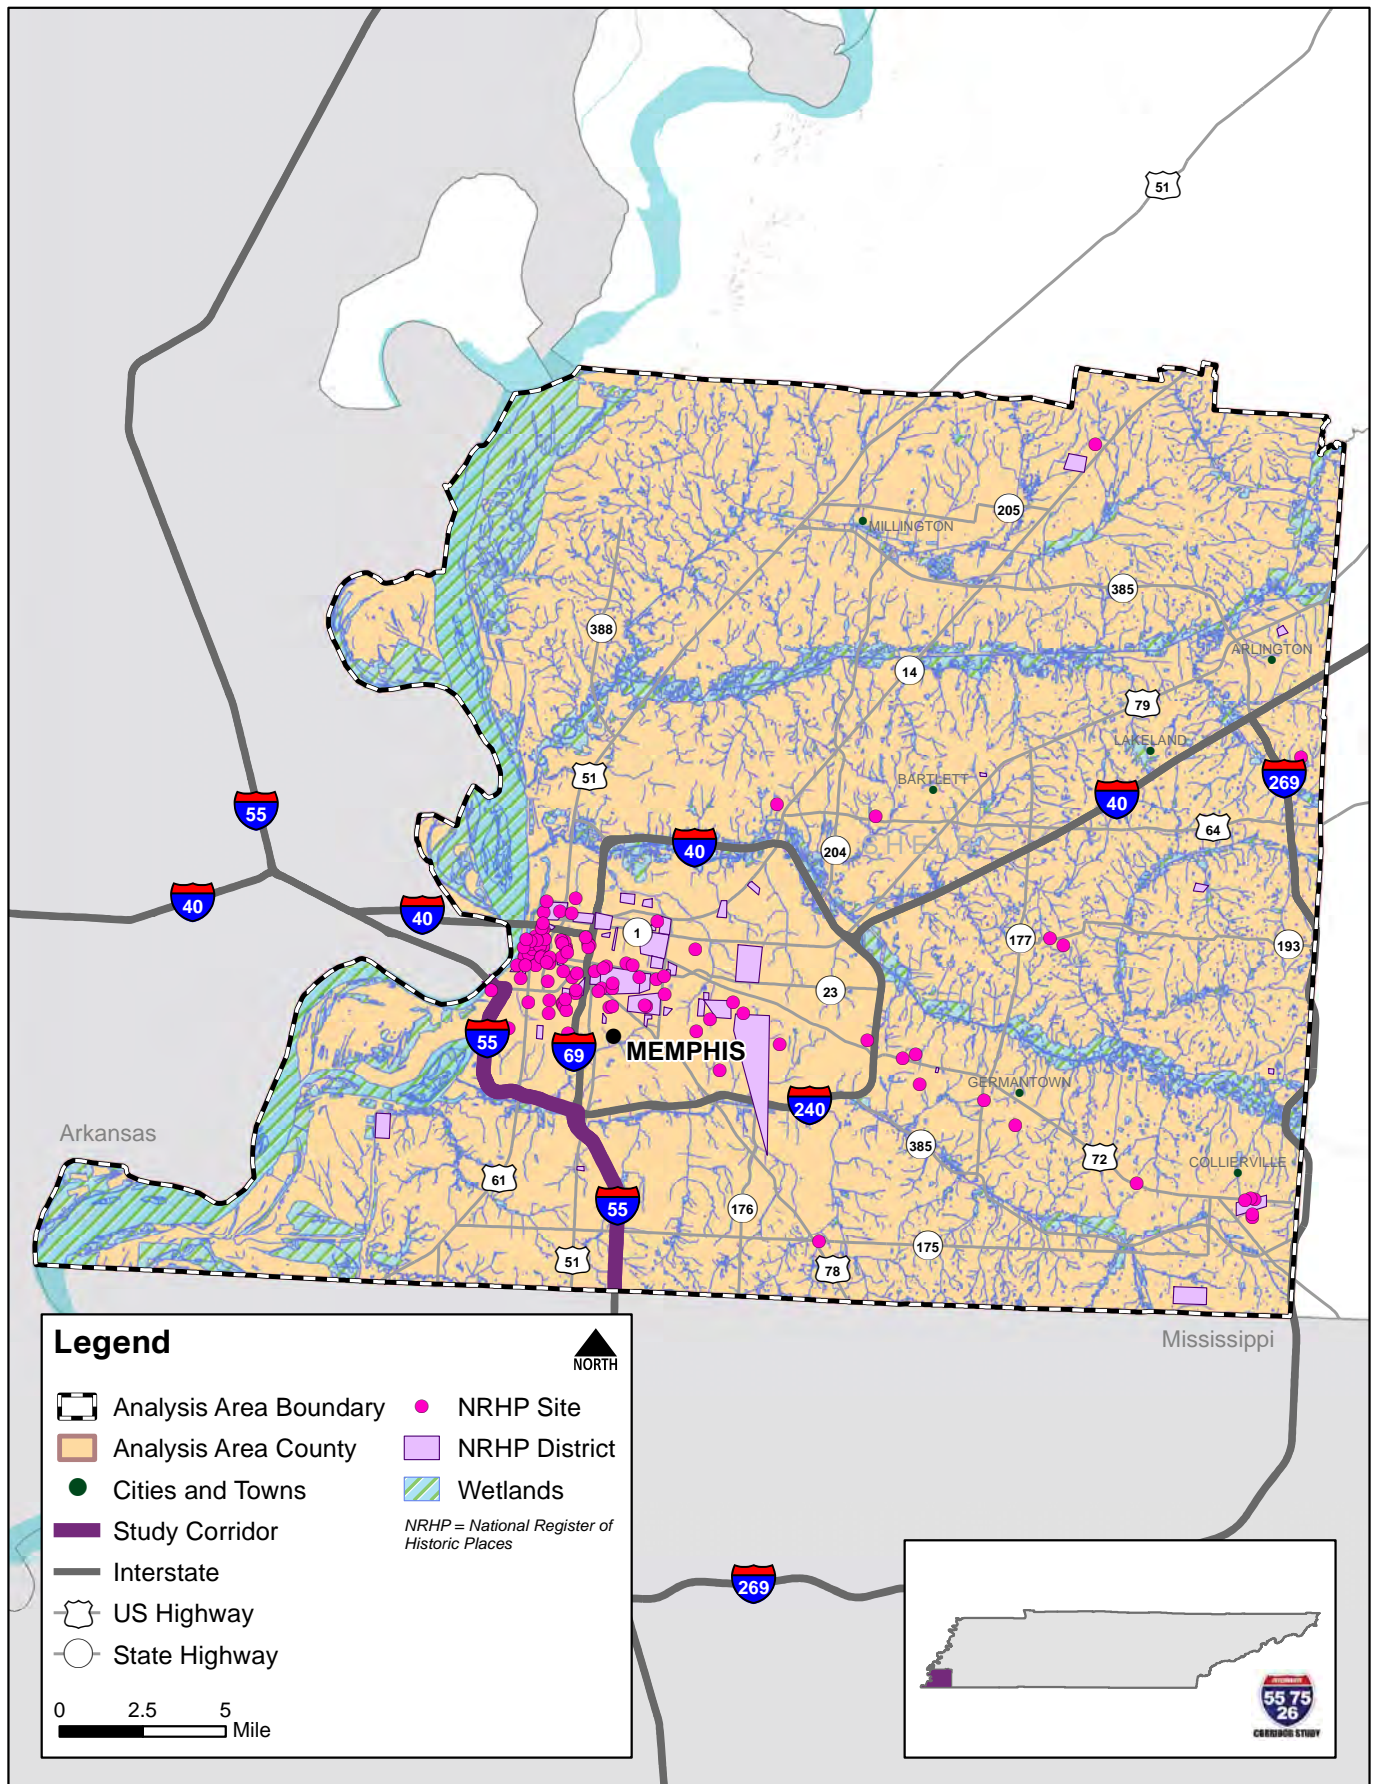 51
205
MILLINGTON
385
388
ARLINGTON
14
79
LAKELAND
51
BARTLETT
269
55
40
64
40
204
SHELBY
40
40
1
177
193
23
55
69
MEMPHIS
GERMANTOWN
240
Arkansas
385
72
COLLIERVILLE
61
55
176
175
51
78
Mississippi
Legend
NORTH
Analysis Area Boundary
NRHP Site
Analysis Area County
NRHP District
Cities and Towns
Wetlands
Study Corridor
NRHP = National Register of
Historic Places
Interstate
US Highway
State Highway
0 2.5 5
Mile
269
55 75
26
CORRIDOR STUDY